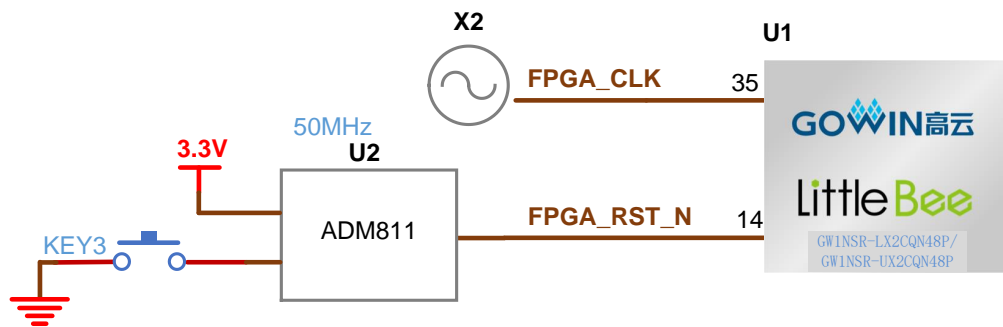 X2
U1
FPGA_CLK
35
GOWIN高云
50MHz
U2
3.3V
ADM811
FPGA_RST_N
14
LittleBee
KEY3
GW1NSR-LX2CQN48P/
GW1NSR-UX2CQN48P